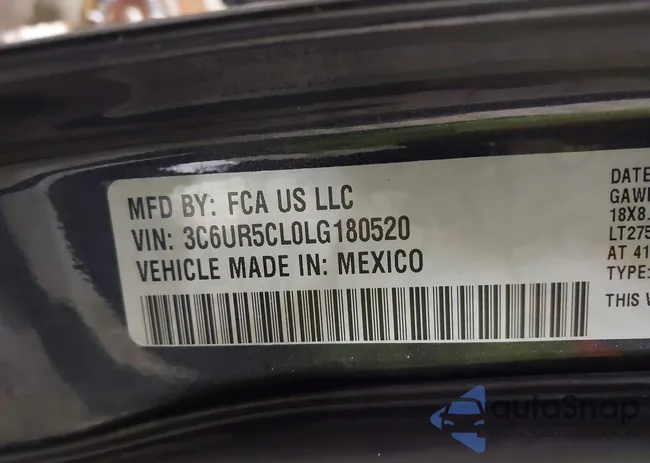 MFD BY: FCA US LLC
VIN: 3C6UR5CL0LG180520
VEHICLE MADE IN: MEXICO
DATE
GAWR
18X8.
LT275
AT 41
TYPE:
THIS V
autoSnap